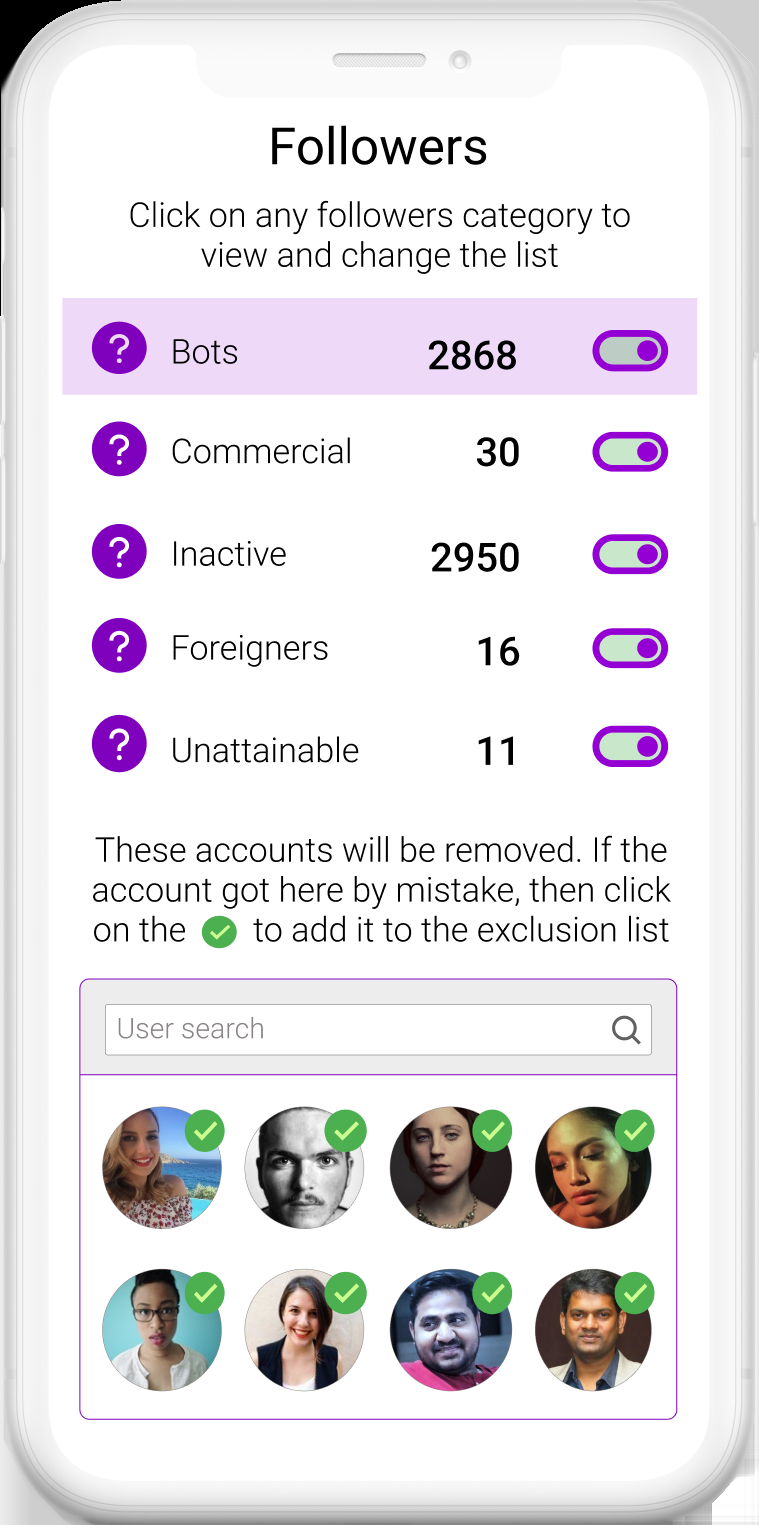 Followers
Click on any followers category to
view and change the list
? Bots 2868
? Commercial 30
? Inactive 2950
? Foreigners 16
? Unattainable 11
These accounts will be removed. If the
account got here by mistake, then click
on the to add it to the exclusion list
User search